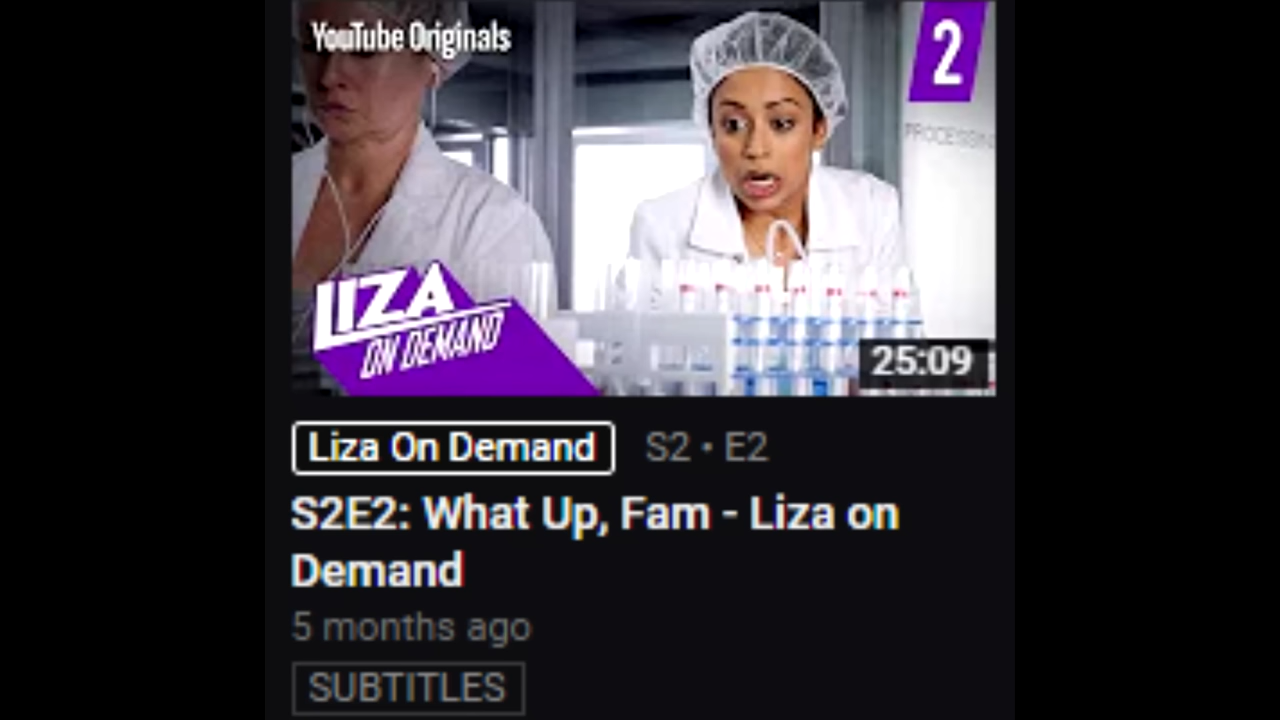 YouTube Originals
2
PROCESSIN
LIZA
ON DEMAND
25:09
Liza On Demand S2 • E2
S2E2: What Up, Fam - Liza on
Demand
5 months ago
SUBTITLES